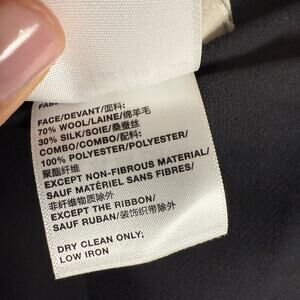 FACE/DEVANT/面料:
70% WOOL/LAINE/绵羊毛
30% SILK/SOIE/桑蚕丝
COMBO/COMBO/配料:
100% POLYESTER/POLYESTER/
聚酯纤维
EXCEPT NON-FIBROUS MATERIAL/
SAUF MATÉRIEL SANS FIBRES/
非纤维物质除外
EXCEPT THE RIBBON/
SAUF RUBAN/装饰织带除外
DRY CLEAN ONLY;
LOW IRON